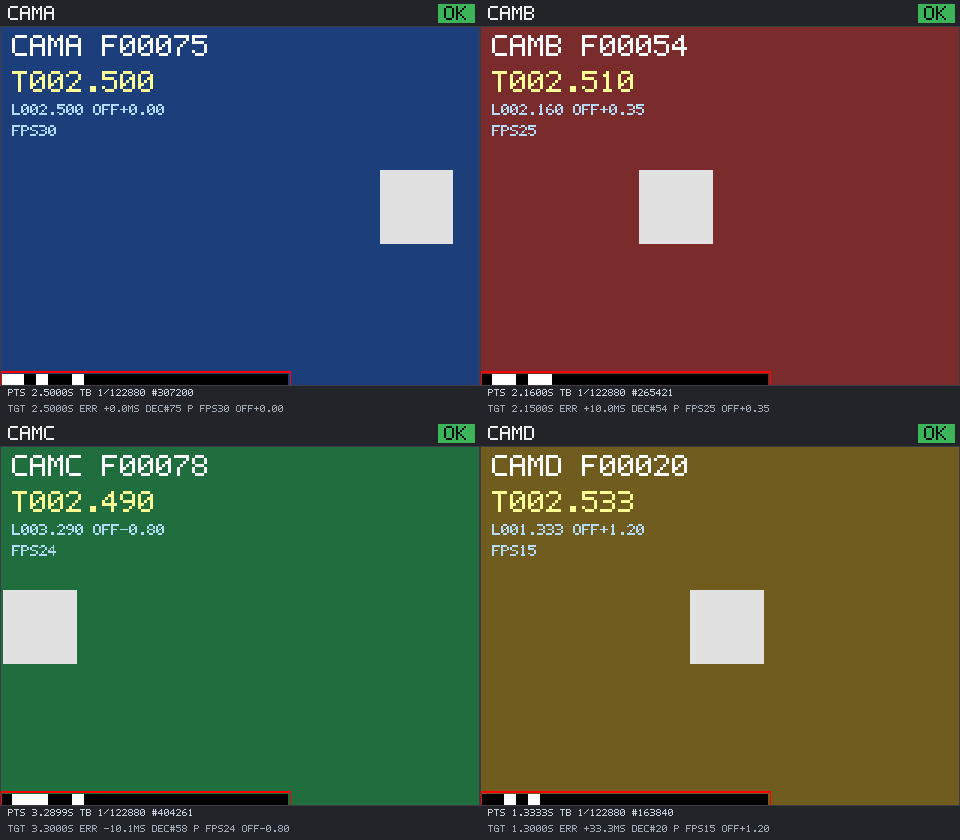 CAMA OK
CAMA F00075
T002.500
L002.500 OFF+0.00
FPS30
PTS 2.5000S TB 1/122880 #307200
TGT 2.5000S ERR +0.0MS DEC#75 P FPS30 OFF+0.00
CAMB OK
CAMB F00054
T002.510
L002.160 OFF+0.35
FPS25
PTS 2.1600S TB 1/122880 #265421
TGT 2.1500S ERR +10.0MS DEC#54 P FPS25 OFF+0.35
CAMC OK
CAMC F00078
T002.490
L003.290 OFF-0.80
FPS24
PTS 3.2899S TB 1/122880 #404261
TGT 3.3000S ERR -10.1MS DEC#58 P FPS24 OFF-0.80
CAMD OK
CAMD F00020
T002.533
L001.333 OFF+1.20
FPS15
PTS 1.3333S TB 1/122880 #163840
TGT 1.3000S ERR +33.3MS DEC#20 P FPS15 OFF+1.20